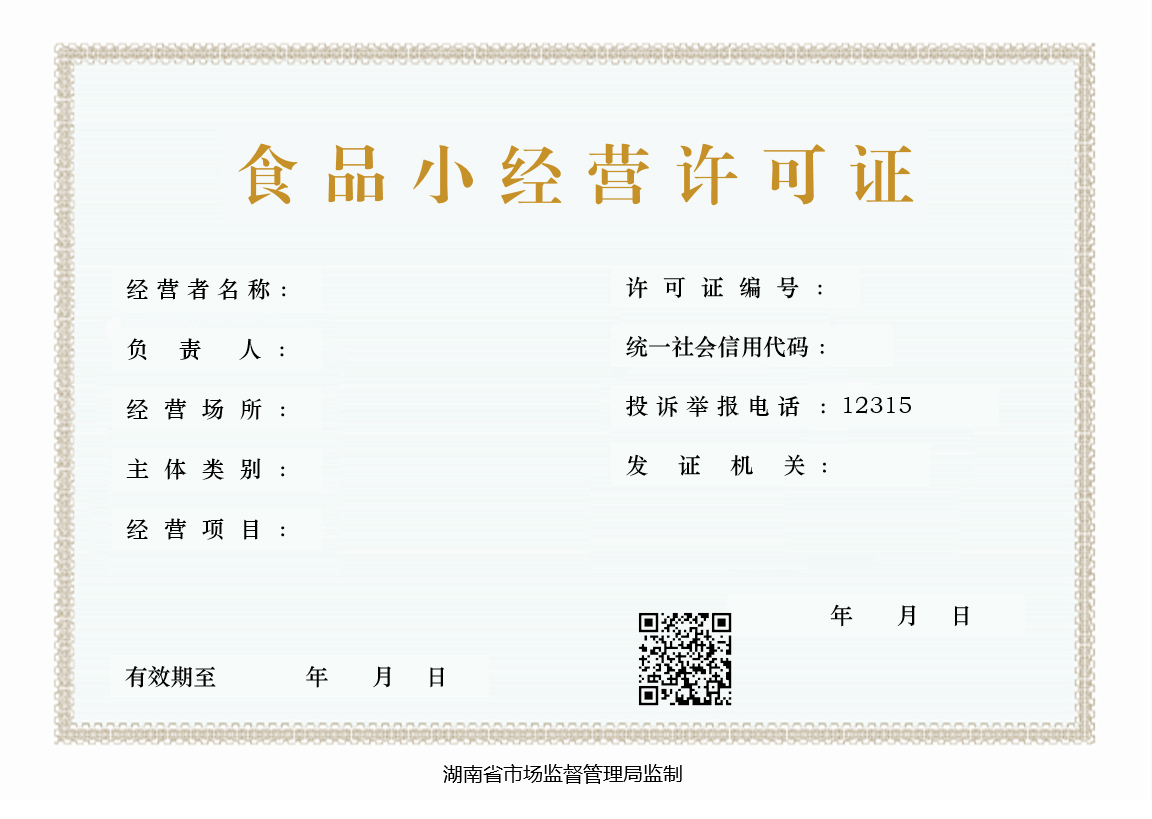 食品小经营许可证
经营者名称：
负责人：
经营场所：
主体类别：
经营项目：
许可证编号：
统一社会信用代码：
投诉举报电话：12315
发证机关：
年 月 日
有效期至 年 月 日
湖南省市场监督管理局监制